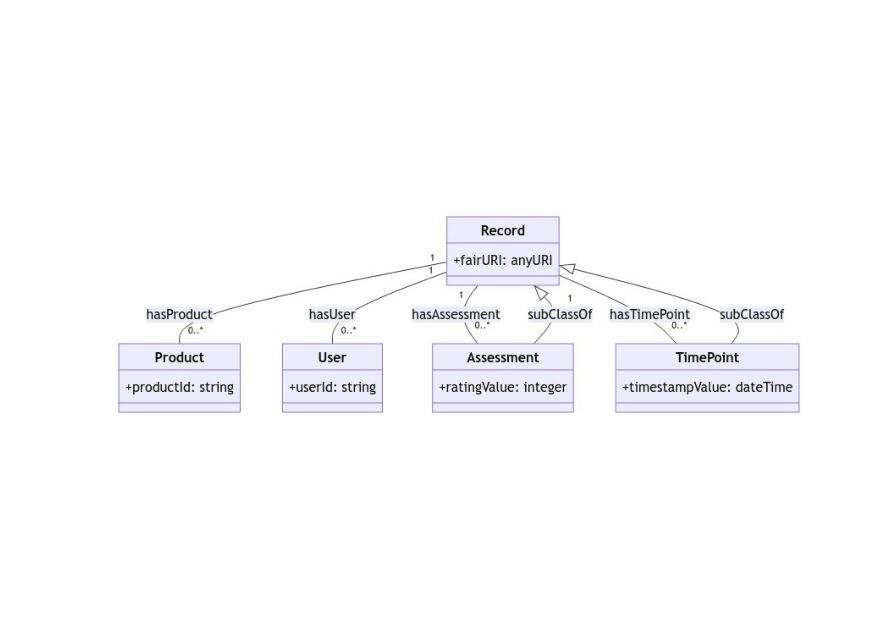 Record
+fairURI: anyURI
1
1
1
1
hasProduct
hasUser
hasAssessment
subClassOf
hasTimePoint
subClassOf
0..*
0..*
0..*
0..*
Product
User
Assessment
TimePoint
+productId: string
+userId: string
+ratingValue: integer
+timestampValue: dateTime